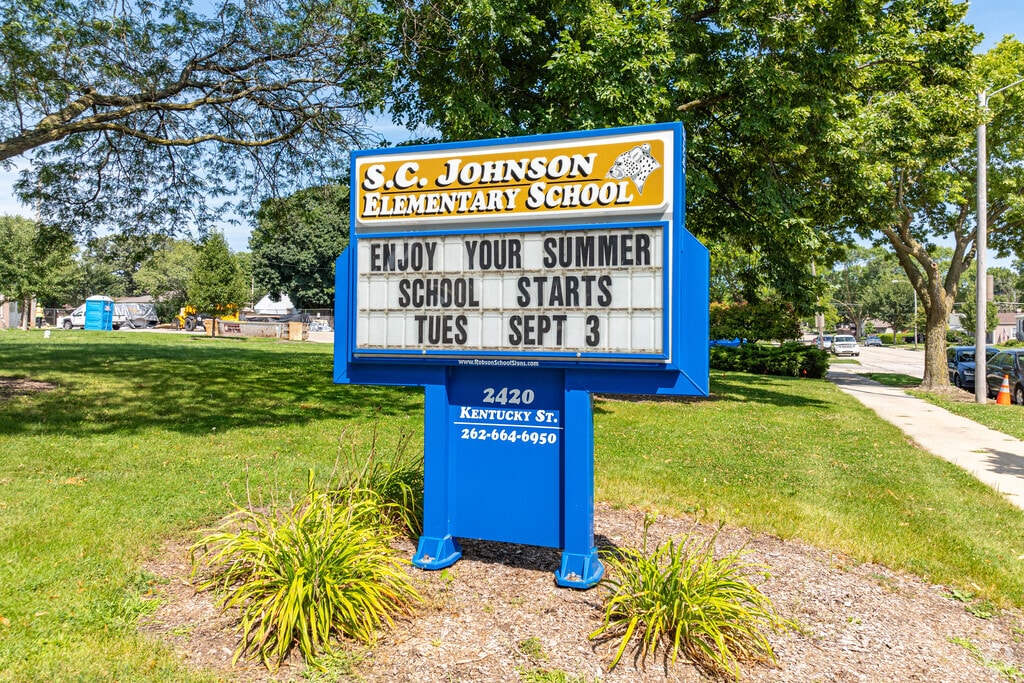 S.C. JOHNSON
ELEMENTARY SCHOOL
ENJOY YOUR SUMMER
SCHOOL STARTS
TUES SEPT 3
www.RobsonSchoolSigns.com
2420
KENTUCKY ST.
262-664-6950